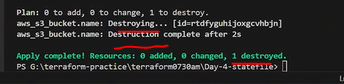 Plan: 0 to add, 0 to change, 1 to destroy.
aws_s3_bucket.name: Destroying... [id=rtdfyguhijoxgcvhbjn]
aws_s3_bucket.name: Destruction complete after 2s
Apply complete! Resources: 0 added, 0 changed, 1 destroyed.
PS G:\terraform-practice\terraform0730am\Day-4-statefile>